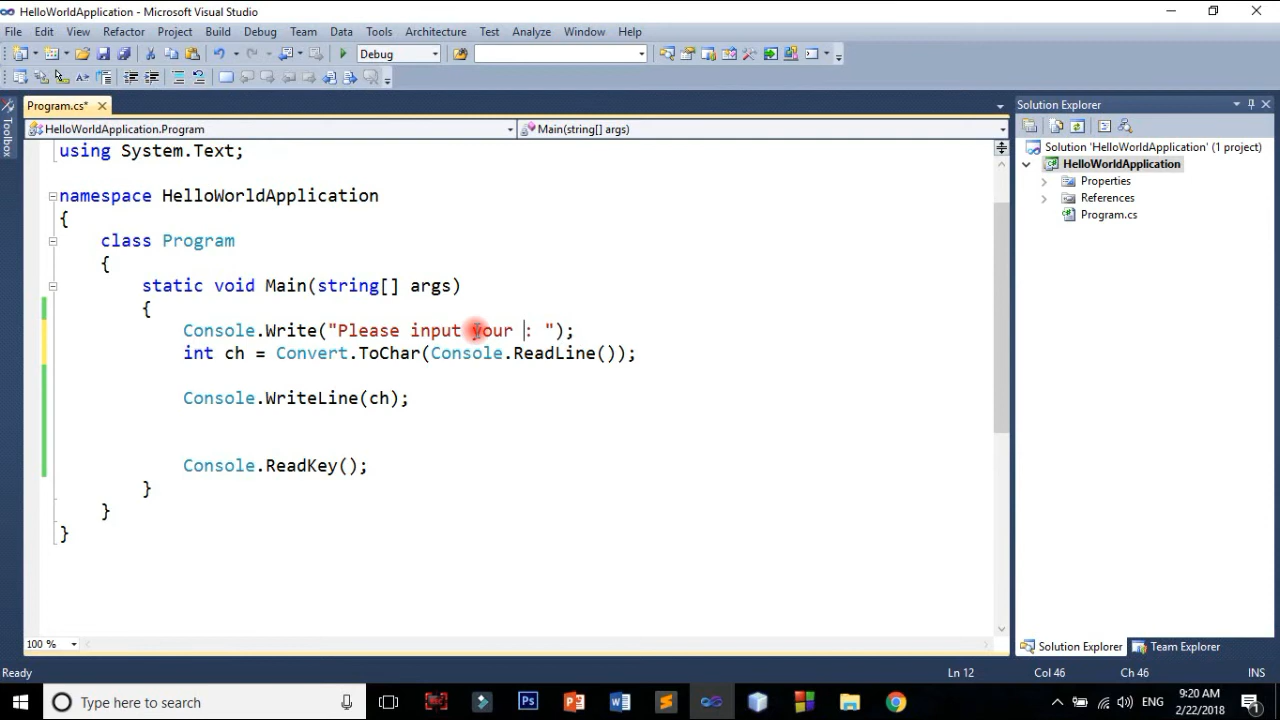 HelloWorldApplication - Microsoft Visual Studio
File Edit View Refactor Project Build Debug Team Data Tools Architecture Test Analyze Window Help
Debug
Program.cs*
Solution Explorer
HelloWorldApplication.Program
Main(string[] args)
Toolbox
using System.Text;
namespace HelloWorldApplication
{
class Program
{
static void Main(string[] args)
{
Console.Write("Please input your : ");
int ch = Convert.ToChar(Console.ReadLine());
Console.WriteLine(ch);
Console.ReadKey();
}
}
}
Solution 'HelloWorldApplication' (1 project)
HelloWorldApplication
Properties
References
Program.cs
100 %
Solution Explorer
Team Explorer
Ready
Ln 12
Col 46
Ch 46
INS
Type here to search
Ps
ENG
9:20 AM
2/22/2018